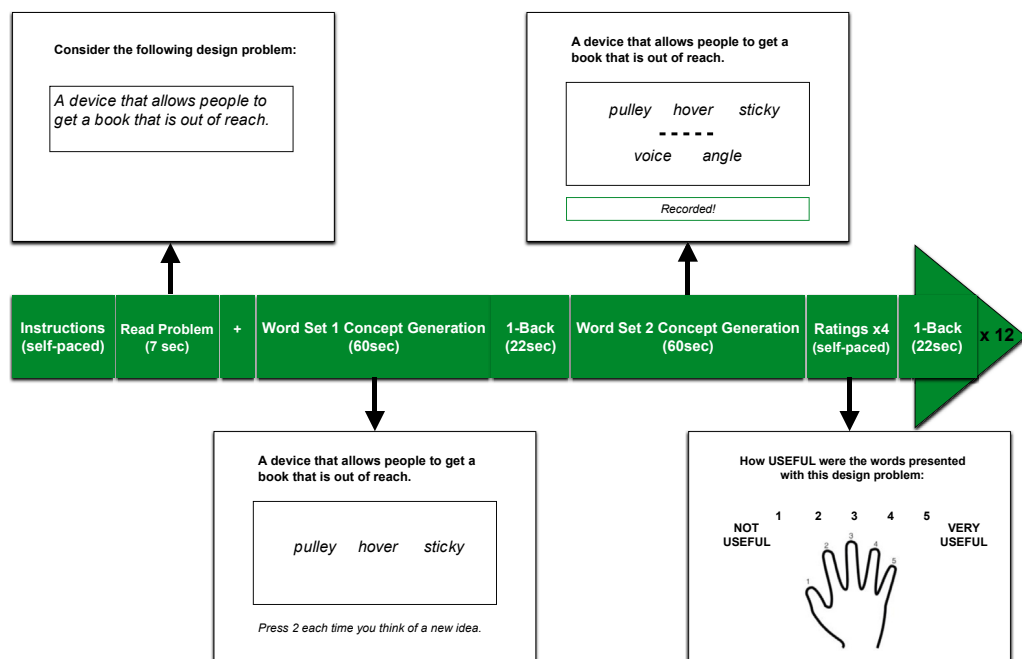 Consider the following design problem:
A device that allows people to
get a book that is out of reach.
A device that allows people to get a
book that is out of reach.
pulley hover sticky
- - - - -
voice angle
Recorded!
Instructions
(self-paced)
Read Problem
(7 sec)
+
Word Set 1 Concept Generation
(60sec)
1-Back
(22sec)
Word Set 2 Concept Generation
(60sec)
Ratings x4
(self-paced)
1-Back
(22sec)
x 12
A device that allows people to get a
book that is out of reach.
pulley hover sticky
Press 2 each time you think of a new idea.
How USEFUL were the words presented
with this design problem:
1 2 3 4 5
NOT
USEFUL
VERY
USEFUL
1 2 3 4 5